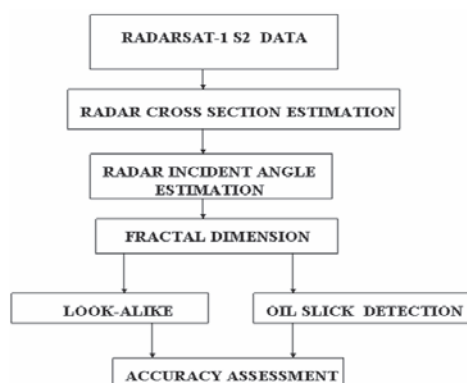 RADARSAT-1 S2 DATA
RADAR CROSS SECTION ESTIMATION
RADAR INCIDENT ANGLE
ESTIMATION
FRACTAL DIMENSION
LOOK-ALIKE
OIL SLICK DETECTION
ACCURACY ASSESSMENT